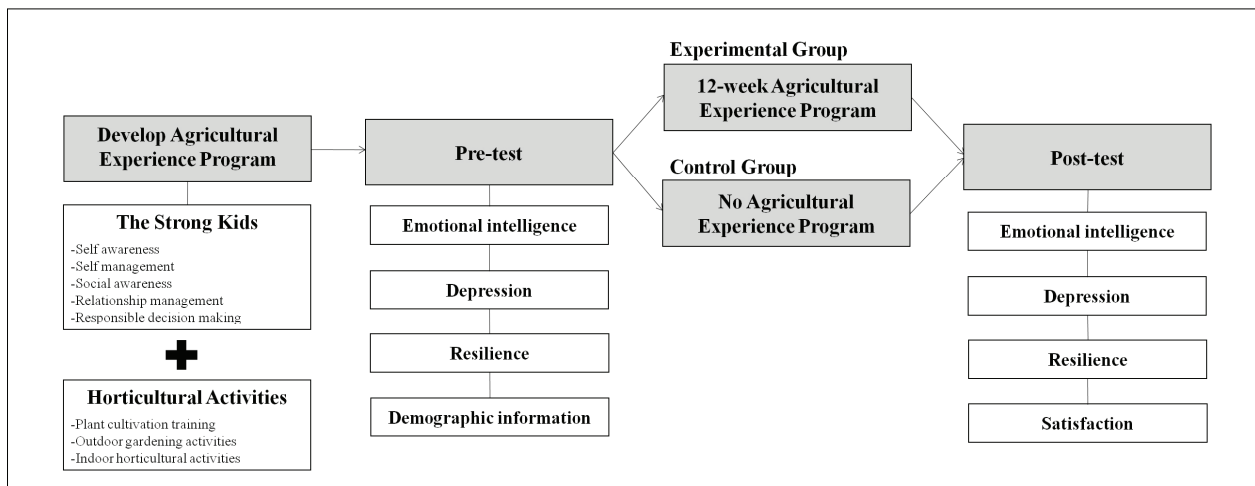 Develop Agricultural
Experience Program
The Strong Kids
-Self awareness
-Self management
-Social awareness
-Relationship management
-Responsible decision making
Horticultural Activities
-Plant cultivation training
-Outdoor gardening activities
-Indoor horticultural activities
Pre-test
Emotional intelligence
Depression
Resilience
Demographic information
Experimental Group
12-week Agricultural
Experience Program
Control Group
No Agricultural
Experience Program
Post-test
Emotional intelligence
Depression
Resilience
Satisfaction